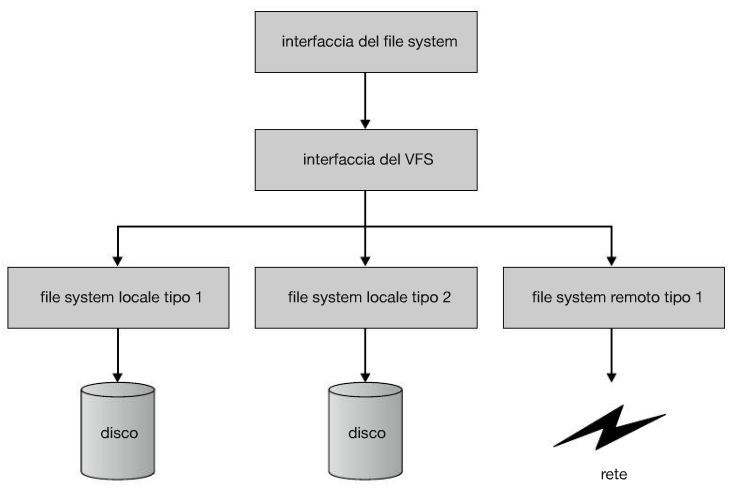 interfaccia del file system
interfaccia del VFS
file system locale tipo 1
file system locale tipo 2
file system remoto tipo 1
disco
disco
rete